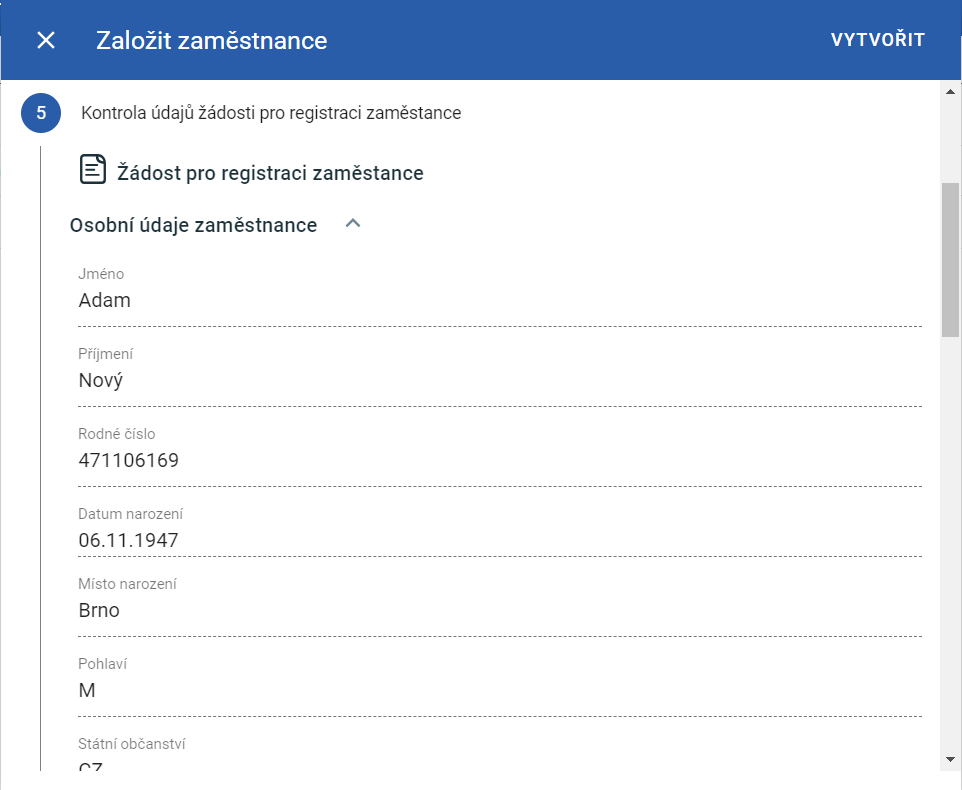 Založit zaměstnance
VYTVOŘIT
5
Kontrola údajů žádosti pro registraci zaměstance
Žádost pro registraci zaměstance
Osobní údaje zaměstnance
Jméno
Adam
Příjmení
Nový
Rodné číslo
471106169
Datum narození
06.11.1947
Místo narození
Brno
Pohlaví
M
Státní občanství
CZ